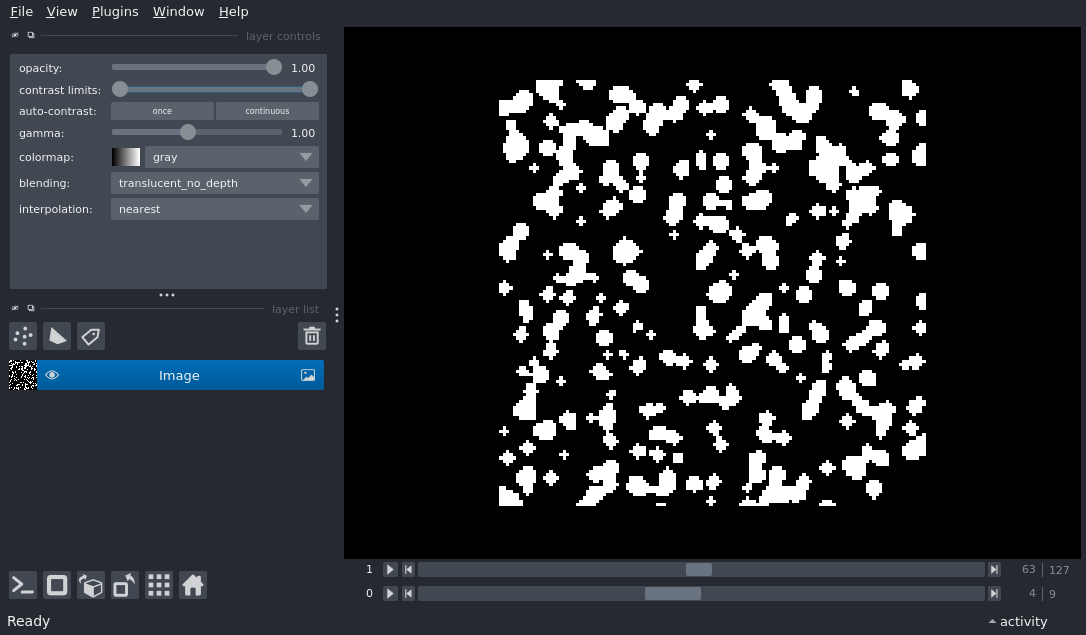 File View Plugins Window Help
layer controls
opacity: 1.00
contrast limits:
auto-contrast: once continuous
gamma: 1.00
colormap: gray
blending: translucent_no_depth
interpolation: nearest
layer list
Image
1 63 127
0 4 9
Ready activity